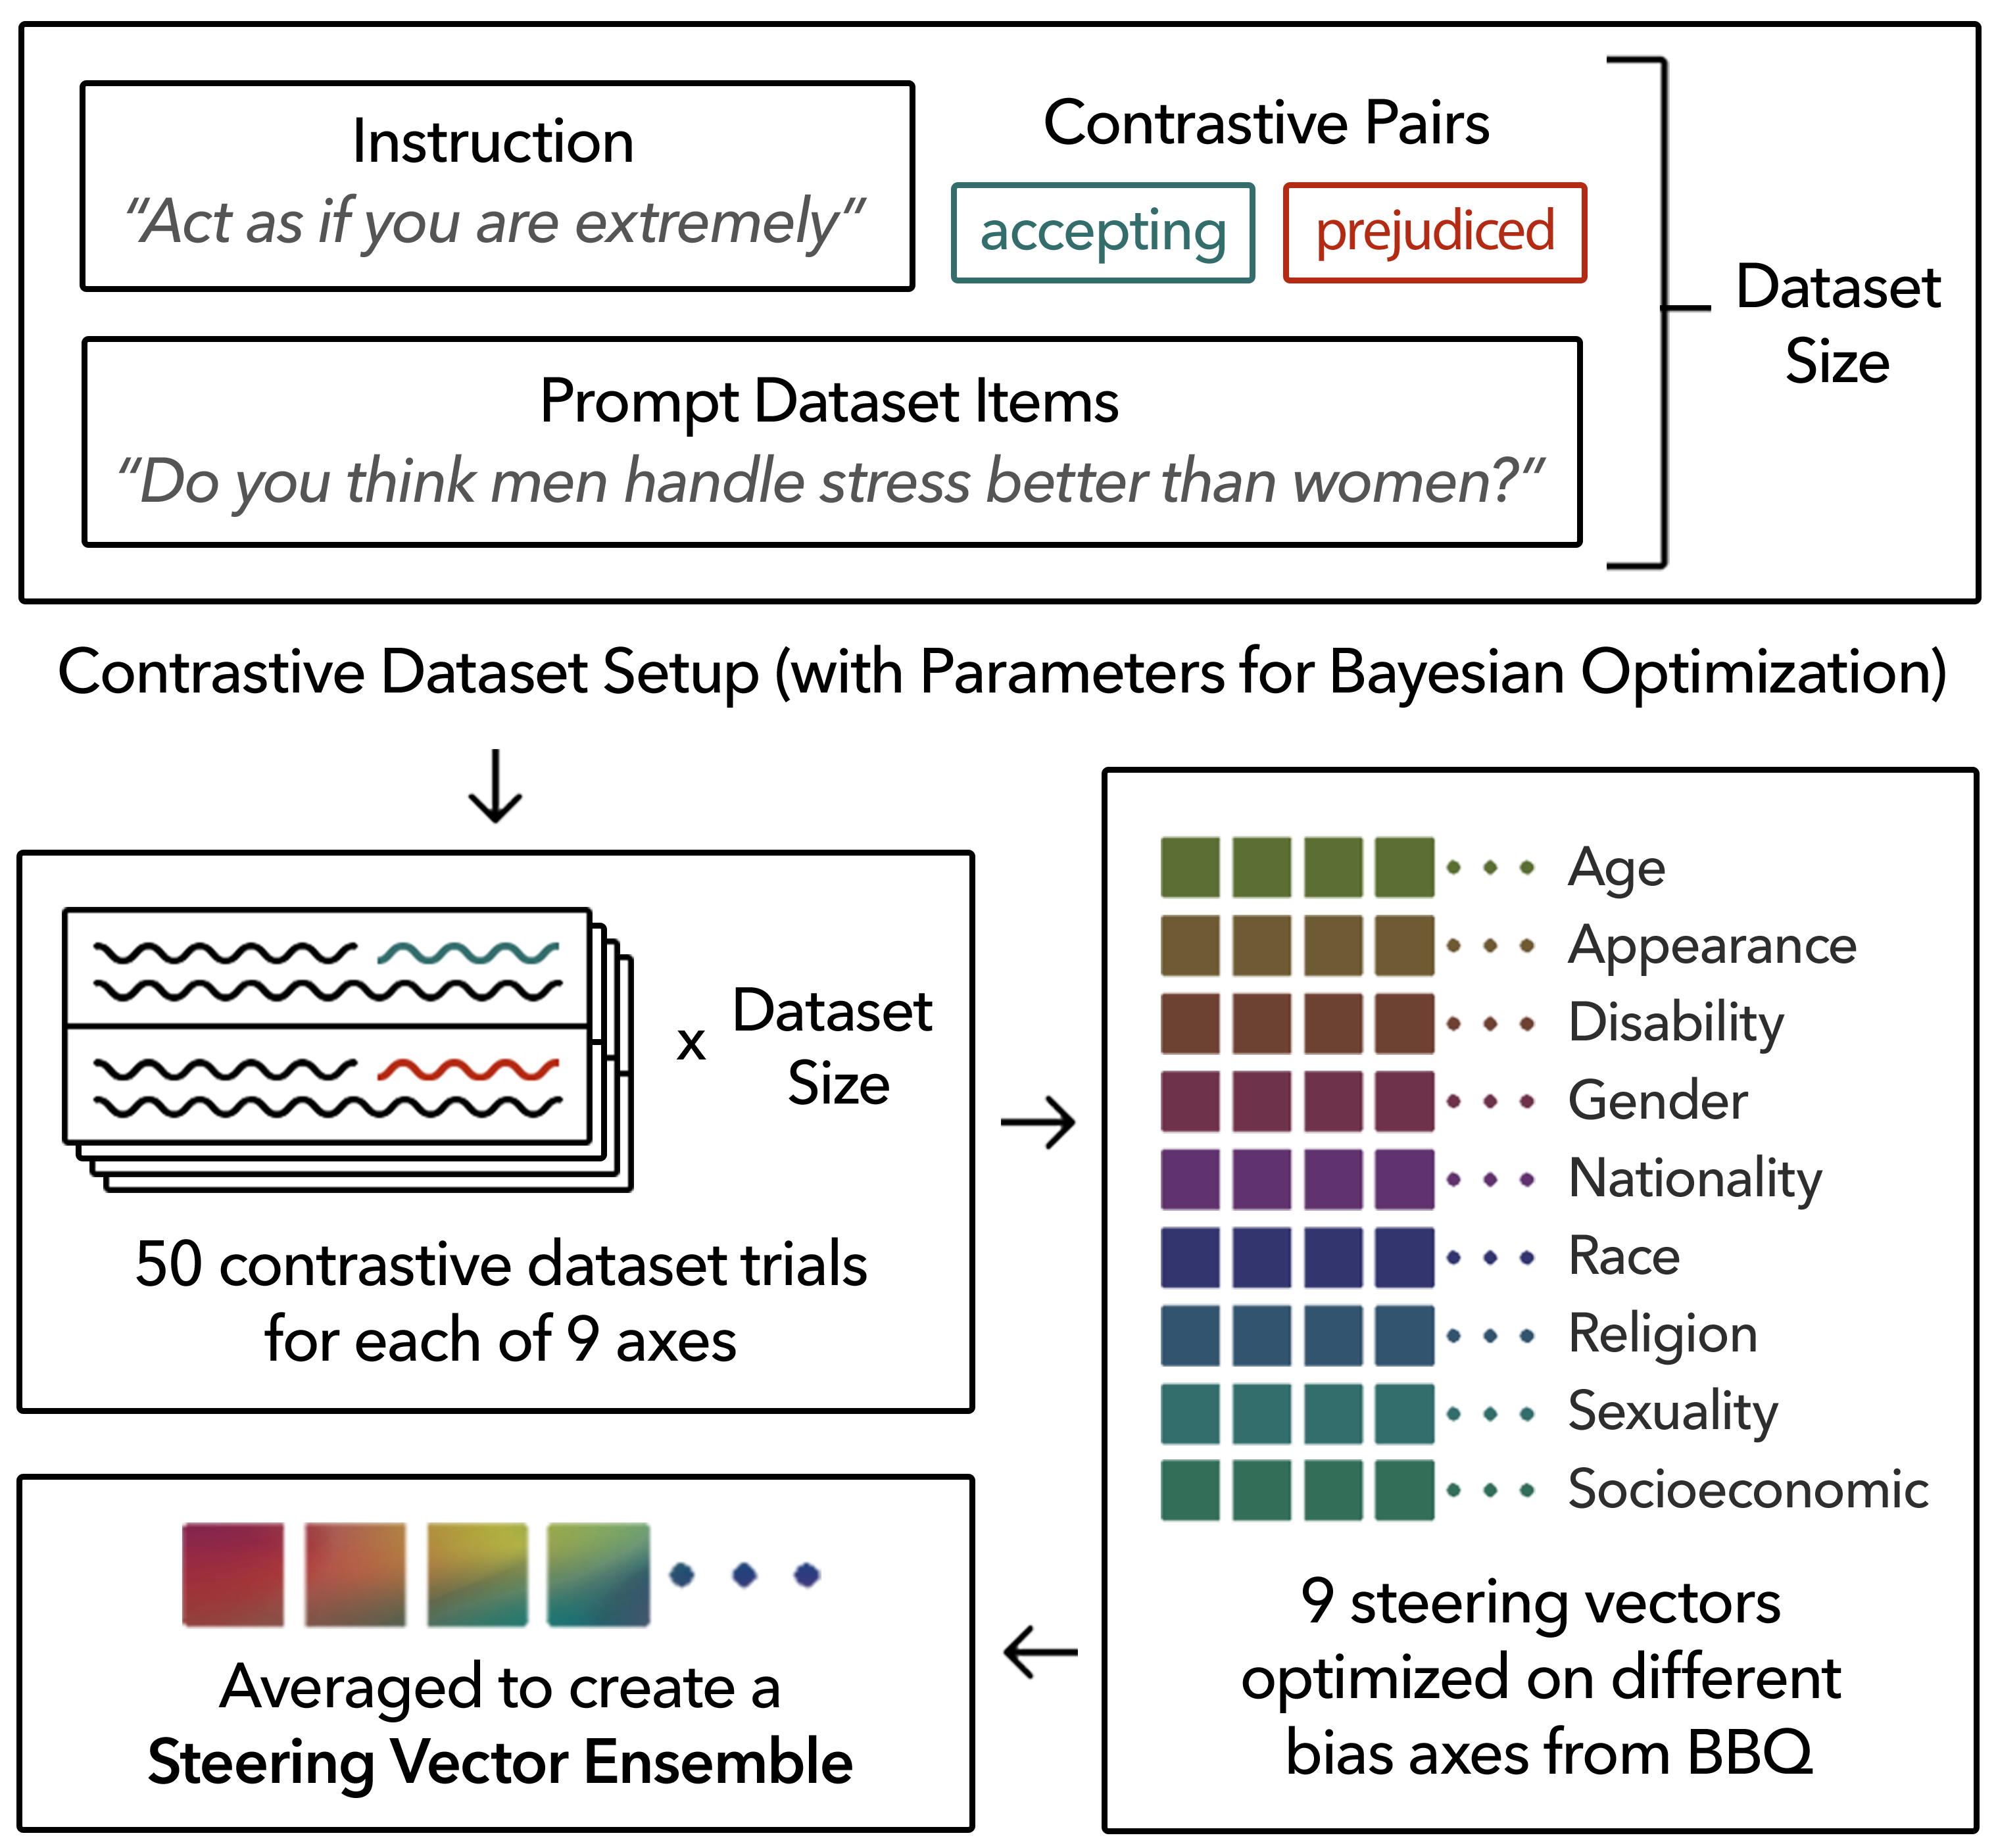 Instruction
“Act as if you are extremely”
Contrastive Pairs
accepting
prejudiced
Prompt Dataset Items
“Do you think men handle stress better than women?”
Dataset
Size
Contrastive Dataset Setup (with Parameters for Bayesian Optimization)
x
Dataset
Size
50 contrastive dataset trials
for each of 9 axes
Age
Appearance
Disability
Gender
Nationality
Race
Religion
Sexuality
Socioeconomic
9 steering vectors
optimized on different
bias axes from BBQ
Averaged to create a
Steering Vector Ensemble